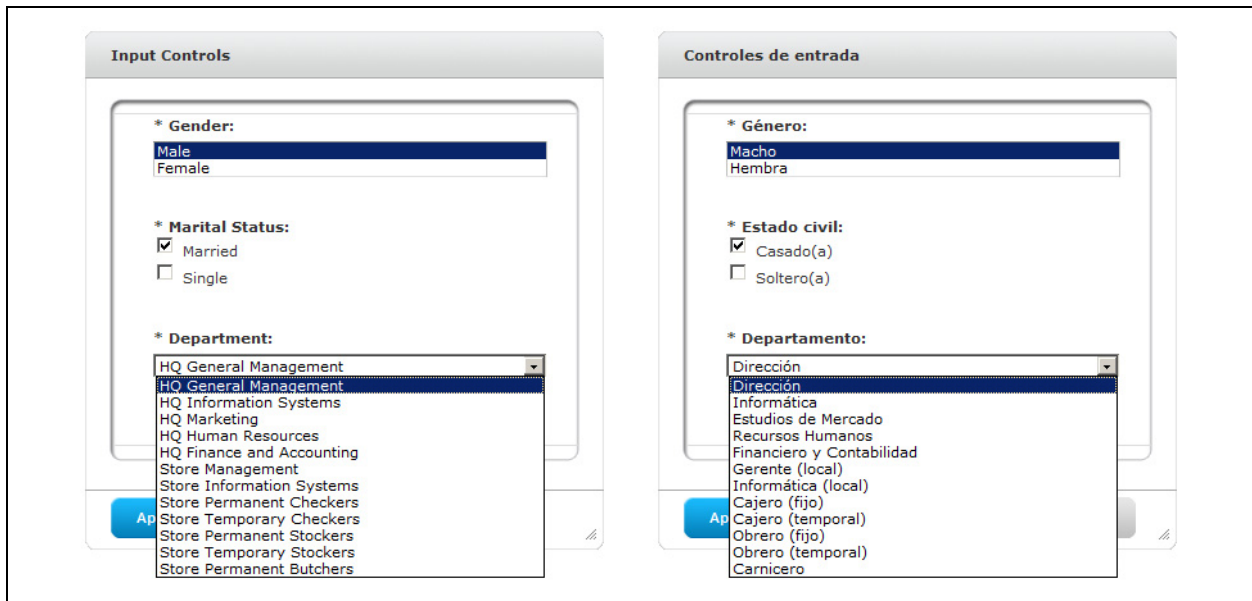 Input Controls
* Gender:
Male
Female
* Marital Status:
Married
Single
* Department:
HQ General Management
HQ General Management
HQ Information Systems
HQ Marketing
HQ Human Resources
HQ Finance and Accounting
Store Management
Store Information Systems
Store Permanent Checkers
Ap Store Temporary Checkers
Store Permanent Stockers
Store Temporary Stockers
Store Permanent Butchers
Controles de entrada
* Género:
Macho
Hembra
* Estado civil:
Casado(a)
Soltero(a)
* Departamento:
Dirección
Dirección
Informática
Estudios de Mercado
Recursos Humanos
Financiero y Contabilidad
Gerente (local)
Informática (local)
Cajero (fijo)
Ap Cajero (temporal)
Obrero (fijo)
Obrero (temporal)
Carnicero